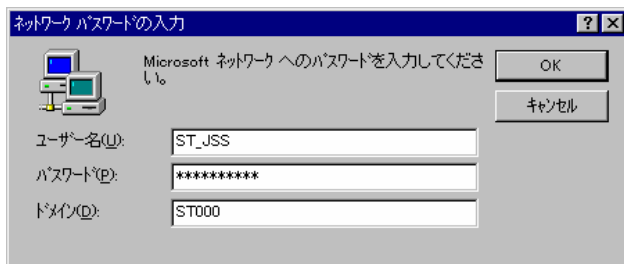 ﾈｯﾄﾜｰｸ ﾊﾟｽﾜｰﾄﾞの入力
Microsoft ﾈｯﾄﾜｰｸ へのﾊﾟｽﾜｰﾄﾞを入力してくださ
い。
OK
ｷｬﾝｾﾙ
ﾕｰｻﾞｰ名(U):
ST_JSS
ﾊﾟｽﾜｰﾄﾞ(P):
**********
ﾄﾞﾒｲﾝ(D):
ST000